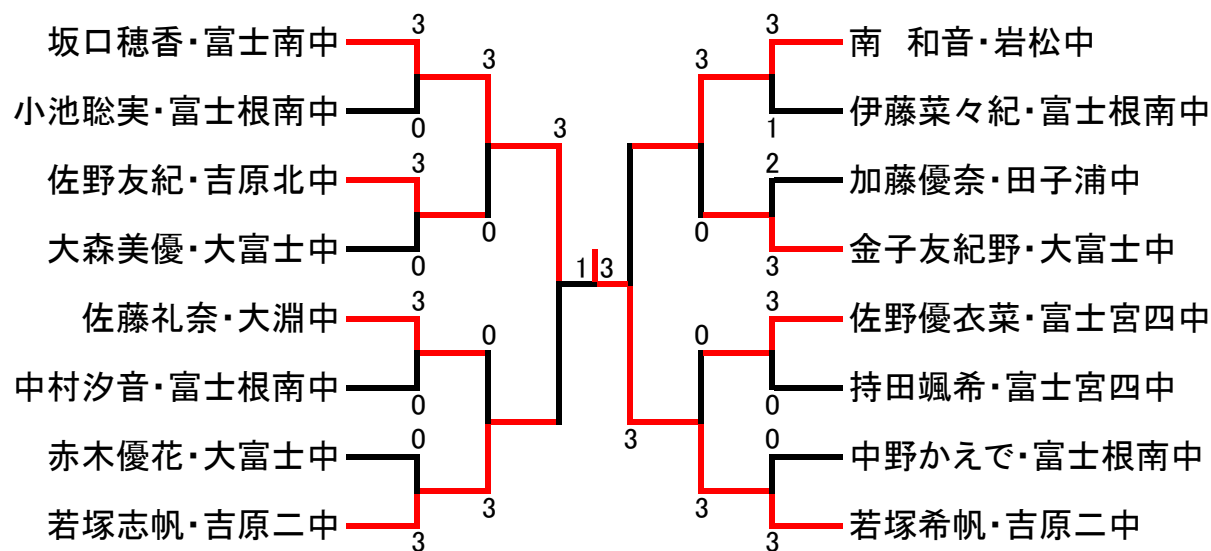 坂口穂香・富士南中
小池聡実・富士根南中
佐野友紀・吉原北中
大森美優・大富士中
佐藤礼奈・大淵中
中村汐音・富士根南中
赤木優花・大富士中
若塚志帆・吉原二中
3
0
3
0
3
0
0
3
3
0
0
3
3
1
3
3
3
0
0
3
3
1
2
3
3
0
0
3
南　和音・岩松中
伊藤菜々紀・富士根南中
加藤優奈・田子浦中
金子友紀野・大富士中
佐野優衣菜・富士宮四中
持田颯希・富士宮四中
中野かえで・富士根南中
若塚希帆・吉原二中